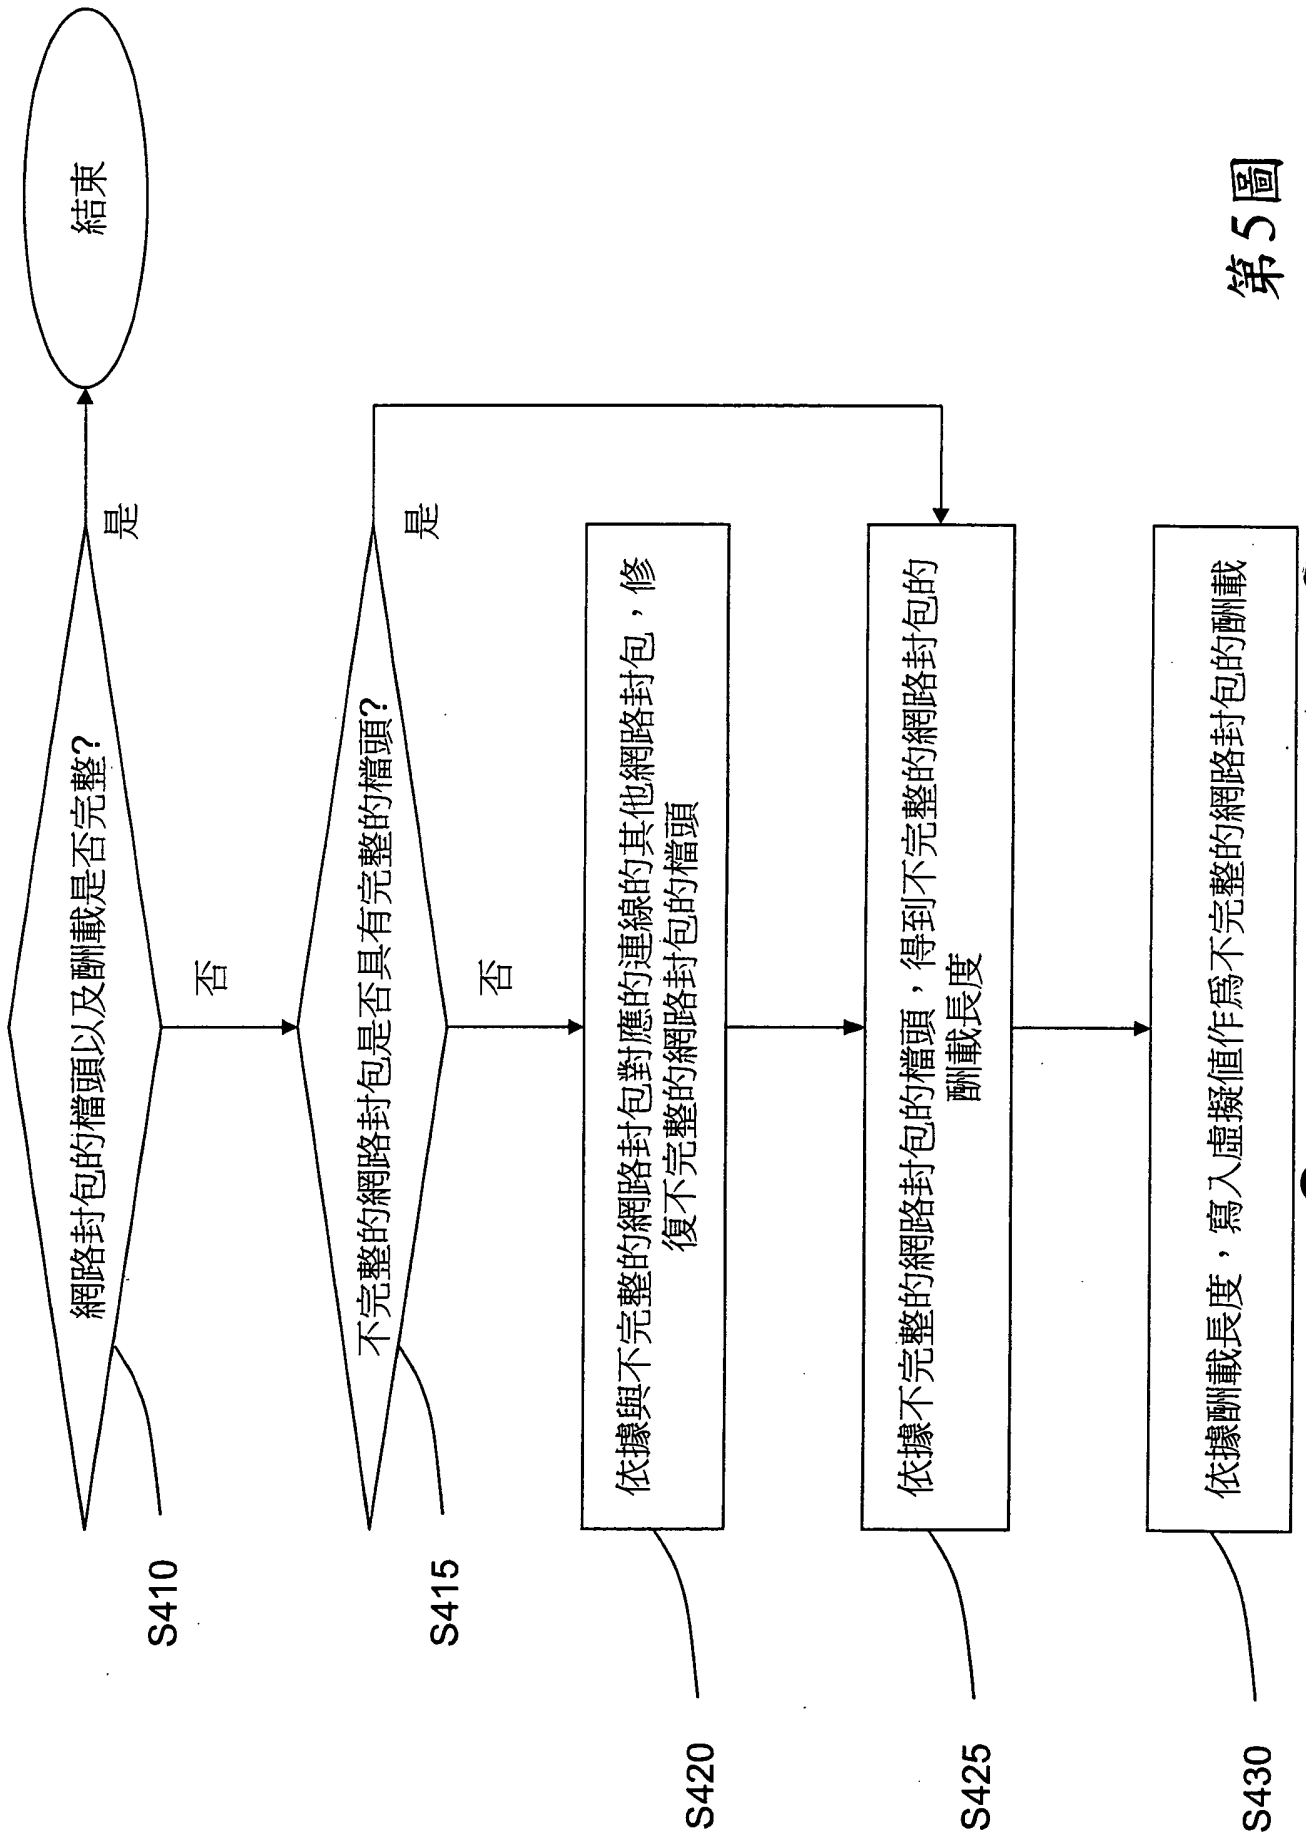 結束
網路封包的檔頭以及酬載是否完整?
是
S410
否
不完整的網路封包是否具有完整的檔頭?
是
S415
否
依據與不完整的網路封包對應的連線的其他網路封包，修
復不完整的網路封包的檔頭
S420
依據不完整的網路封包的檔頭，得到不完整的網路封包的
酬載長度
S425
依據酬載長度，寫入虛擬值作爲不完整的網路封包的酬載
S430
第5圖